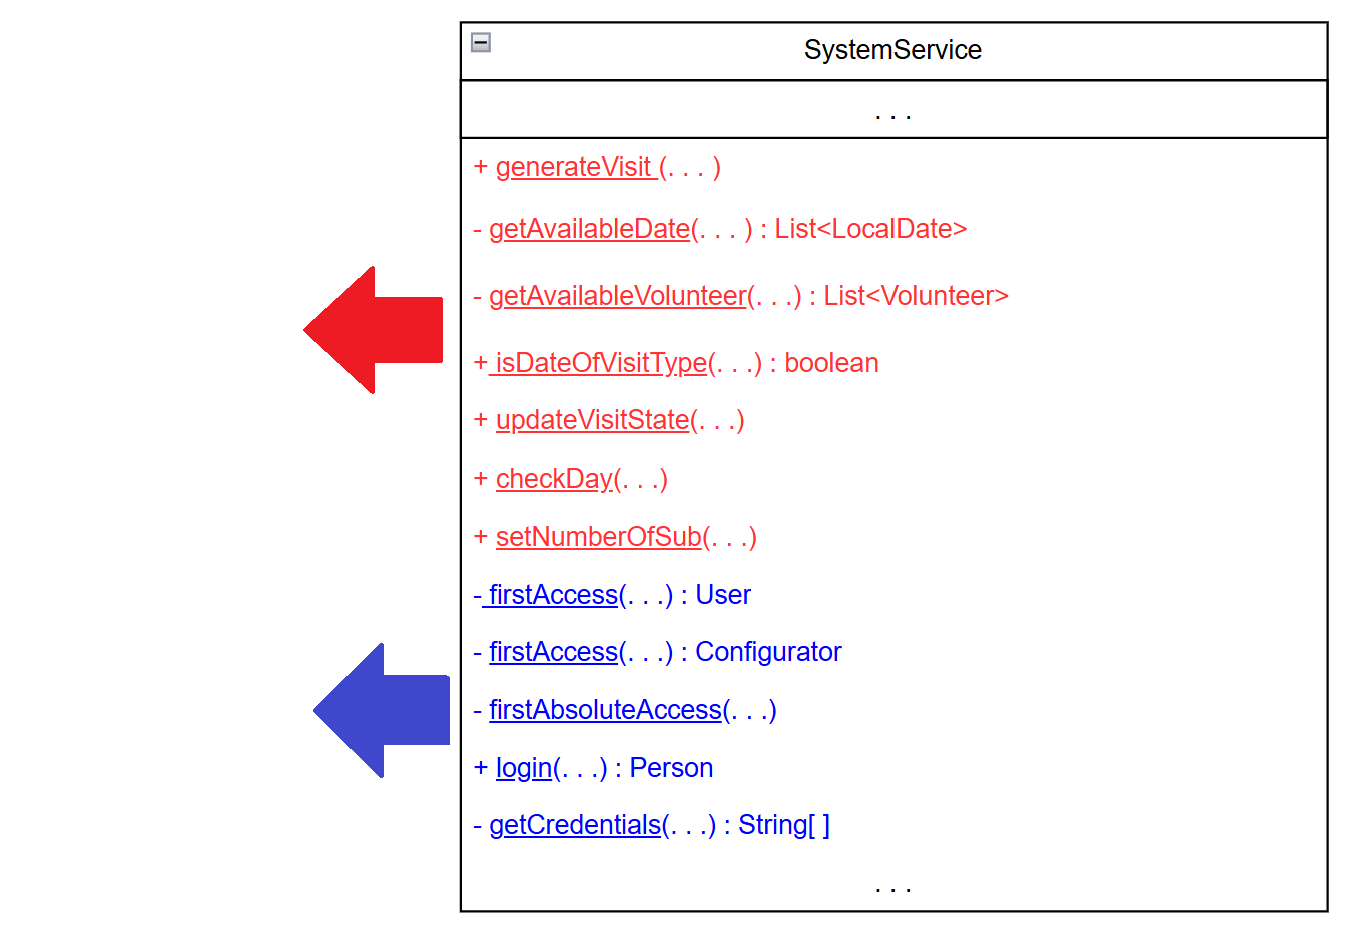 SystemService
. . .
+ generateVisit (. . . )
- getAvailableDate(. . . ) : List<LocalDate>
- getAvailableVolunteer(. . .) : List<Volunteer>
+ isDateOfVisitType(. . .) : boolean
+ updateVisitState(. . .)
+ checkDay(. . .)
+ setNumberOfSub(. . .)
- firstAccess(. . .) : User
- firstAccess(. . .) : Configurator
- firstAbsoluteAccess(. . .)
+ login(. . .) : Person
- getCredentials(. . .) : String[ ]
. . .